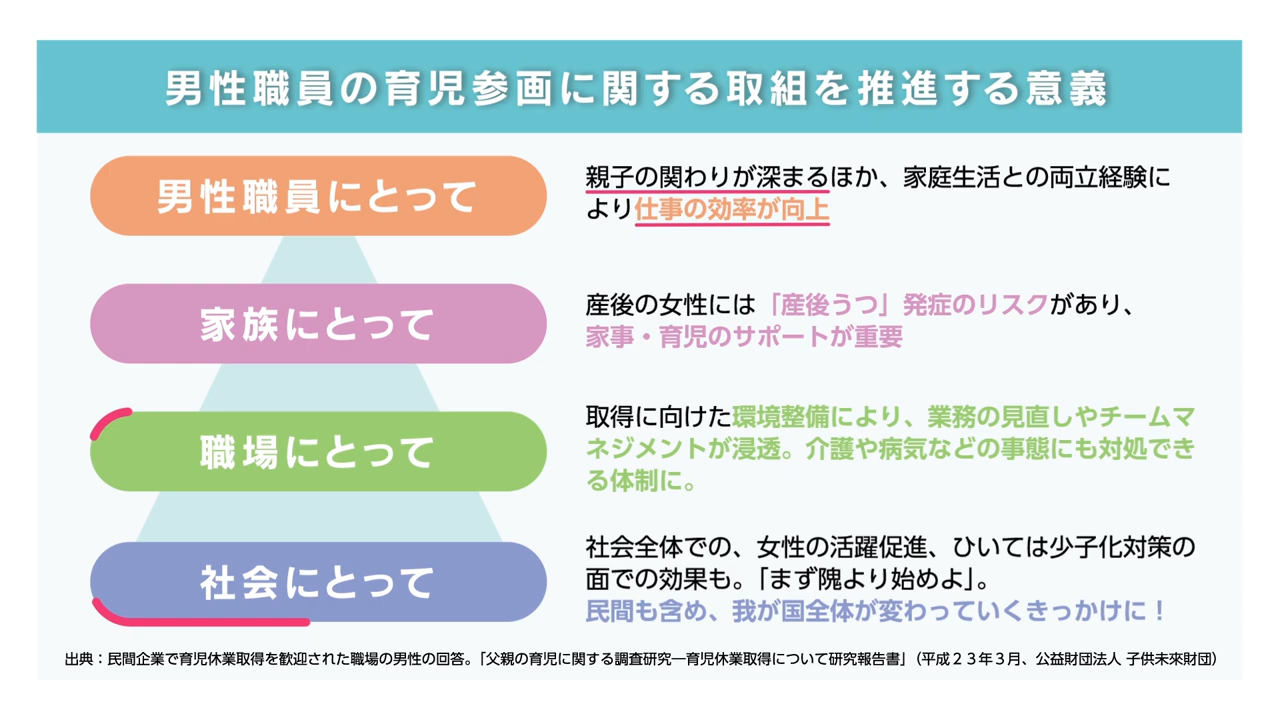 男性職員の育児参画に関する取組を推進する意義
男性職員にとって
親子の関わりが深まるほか、家庭生活との両立経験に
より仕事の効率が向上
家族にとって
産後の女性には「産後うつ」発症のリスクがあり、
家事・育児のサポートが重要
職場にとって
取得に向けた環境整備により、業務の見直しやチームマ
ネジメントが浸透。介護や病気などの事態にも対処でき
る体制に。
社会にとって
社会全体での、女性の活躍促進、ひいては少子化対策の
面での効果も。「まず隗より始めよ」。
民間も含め、我が国全体が変わっていくきっかけに！
出典：民間企業で育児休業取得を歓迎された職場の男性の回答。「父親の育児に関する調査研究―育児休業取得について研究報告書」（平成２３年３月、公益財団法人 子供未來財団）